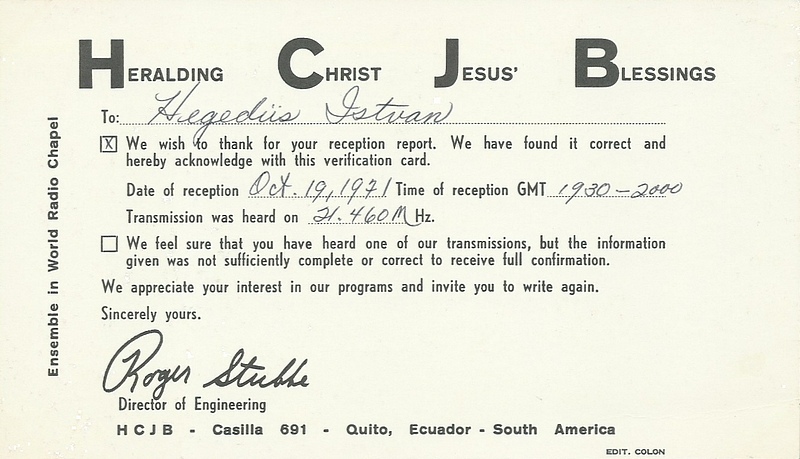 HERALDING CHRIST JESUS' BLESSINGS
Ensemble in World Radio Chapel
To: Hegedüs Istvan
[X] We wish to thank for your reception report. We have found it correct and
hereby acknowledge with this verification card.
Date of reception Oct. 19, 1971 Time of reception GMT 1930-2000
Transmission was heard on 21.460 MHz.
We feel sure that you have heard one of our transmissions, but the information
given was not sufficiently complete or correct to receive full confirmation.
We appreciate your interest in our programs and invite you to write again.
Sincerely yours.
Roger Stubbe
Director of Engineering
HCJB - Casilla 691 - Quito, Ecuador - South America
EDIT. COLON